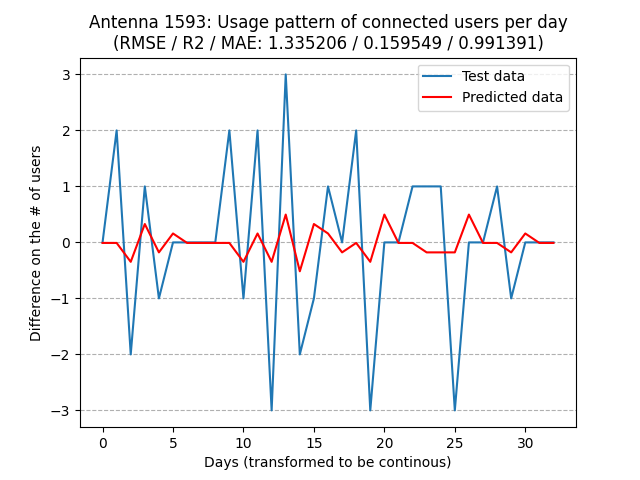 Antenna 1593: Usage pattern of connected users per day
(RMSE / R2 / MAE: 1.335206 / 0.159549 / 0.991391)
Test data
Predicted data
Difference on the # of users
3
2
1
0
−1
−2
−3
0 5 10 15 20 25 30
Days (transformed to be continous)